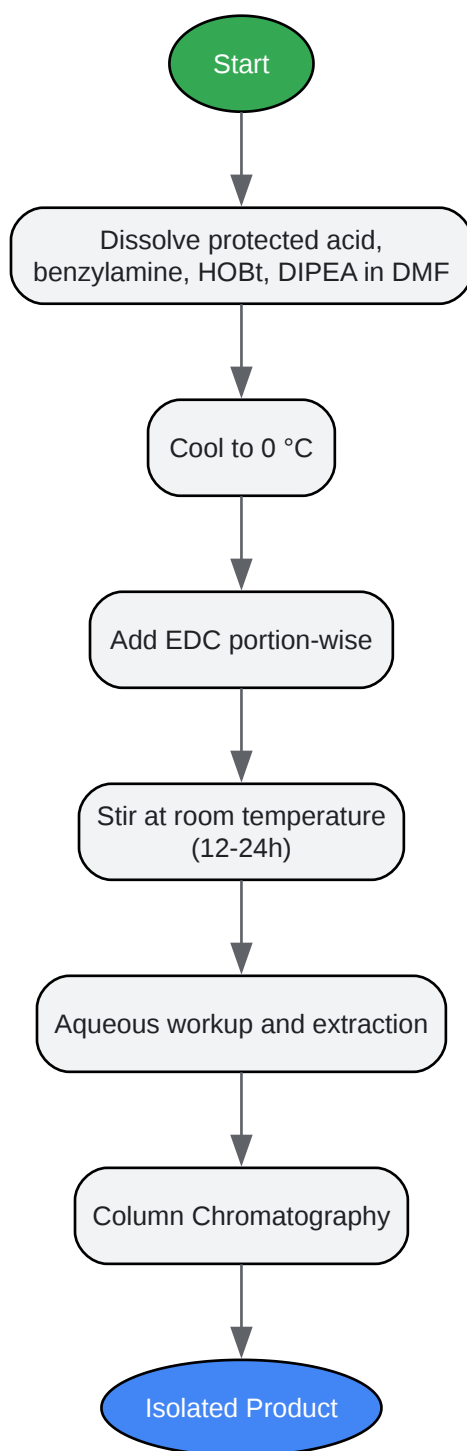 Start
Dissolve protected acid,
benzylamine, HOBt, DIPEA in DMF
Cool to 0 °C
Add EDC portion-wise
Stir at room temperature
(12-24h)
Aqueous workup and extraction
Column Chromatography
Isolated Product